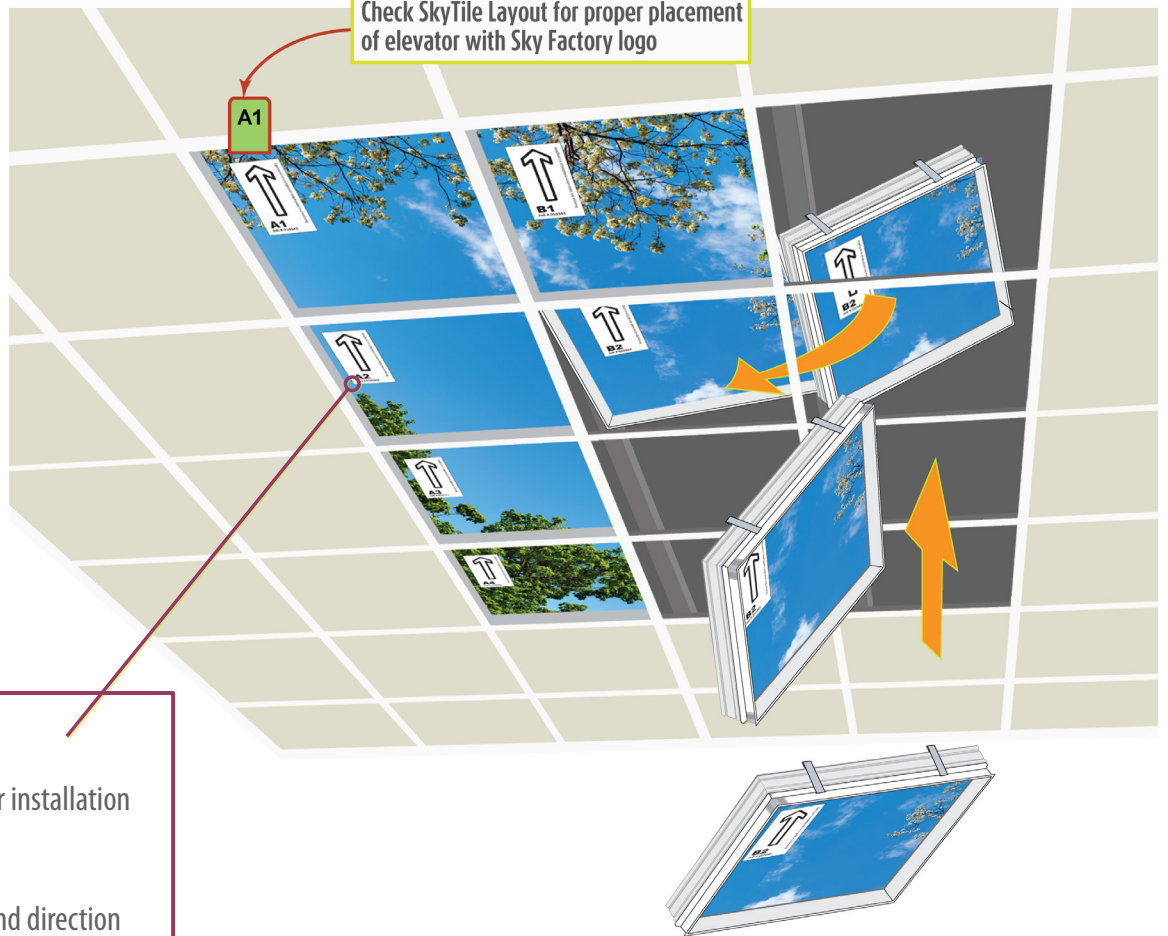 Check SkyTile Layout for proper placement
of elevator with Sky Factory logo
A1
A1
B1
B2
B2
A2
A3
B2
A4
B2
r installation
nd direction